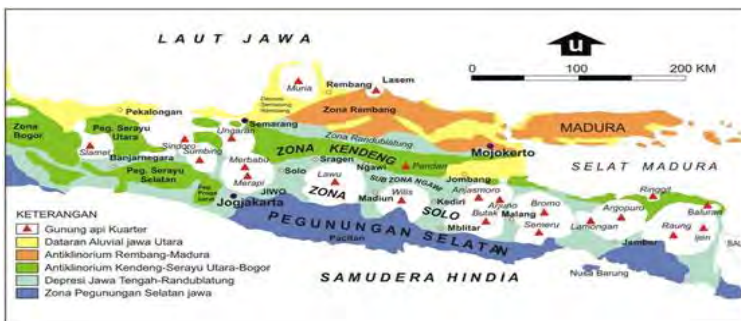 LAUT JAWA
u
0 100 200 KM
Muria
Rembang
Lasem
Zona Rembang
Pekalongan
Semarang
Zona Bogor
Peg. Serayu
Utara
Ungaran
Zona Randublatung
MADURA
Sindoro
Sumbing
ZONA KENDENG
Mojokerto
SELAT MADURA
Slamet
Banjarnegara
Merbabu
Sragen
Ngawi
Pandan
Peg. Serayu
Selatan
Merapi
Solo
Lawu
SUB ZONA NGAWI
Jombang
Ringgit
JIWO
ZONA
Madiun
Wilis
Kediri
Anjasmoro
Arjuno
Bromo
Argopuro
Baluran
Jogjakarta
SOLO
Butak
Malang
Semeru
Lamongan
Raung
Ijen
PEGUNUNGAN SELATAN
Mblitar
Jember
Pacitan
Nusa Barung
SAMUDERA HINDIA
KETERANGAN
Gunung api Kuarter
Dataran Aluvial jawa Utara
Antiklinorium Rembang-Madura
Antiklinorium Kendeng-Serayu Utara-Bogor
Depresi Jawa Tengah-Randublatung
Zona Pegunungan Selatan jawa